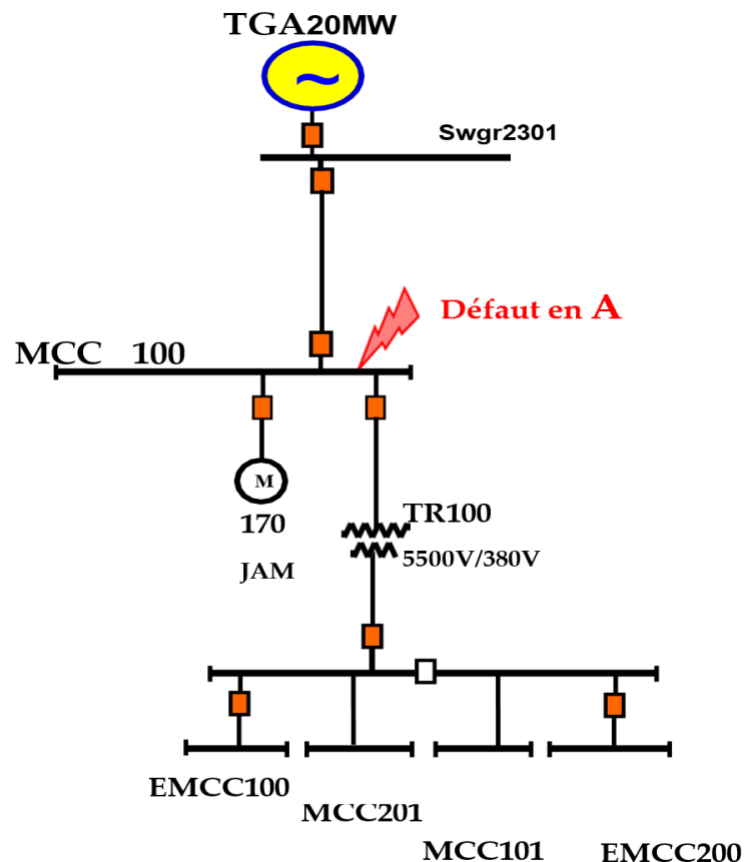 TGA20MW
~
Swgr2301
Défaut en A
MCC 100
M
170
JAM
TR100
5500V/380V
EMCC100
MCC201
MCC101
EMCC200